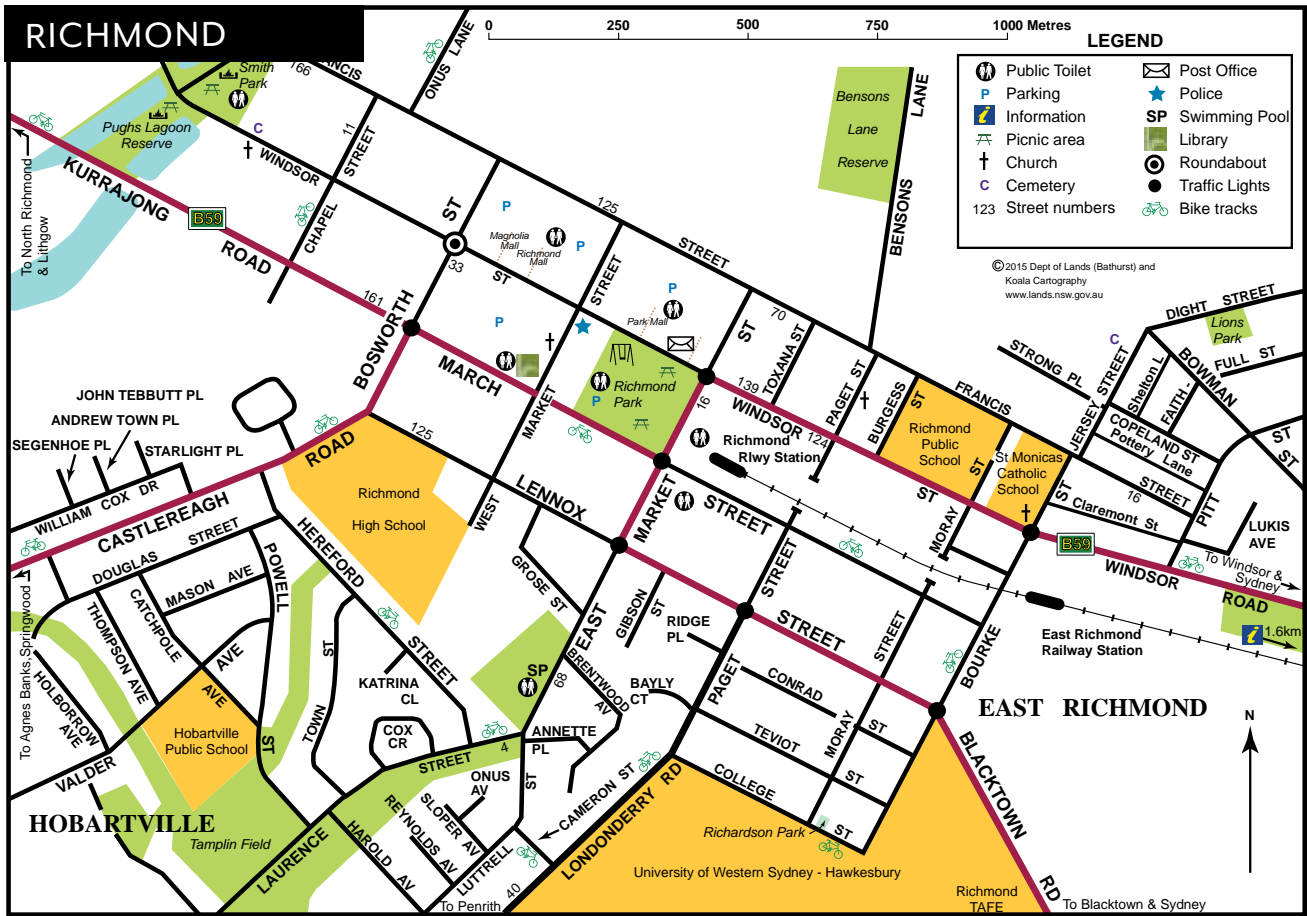 RICHMOND
0
250
500
750
1000 Metres
LEGEND
Public Toilet
P Parking
i Information
Picnic area
Church
C Cemetery
123 Street numbers
Post Office
Police
SP Swimming Pool
Library
Roundabout
Traffic Lights
Bike tracks
©2015 Dept of Lands (Bathurst) and
Koala Cartography
www.lands.nsw.gov.au
Smith
Park
166
NCIS
ONUS LANE
Pughs Lagoon
Reserve
C
WINDSOR
11
STREET
CHAPEL
KURRAJONG
B59
ROAD
To North Richmond
& Lithgow
161
BOSWORTH
ST
33
ST
P
Magnolia
Mall
Richmond
Mall
P
125
STREET
STREET
P
P
Park Mall
Bensons
Lane
Reserve
BENSONS
LANE
MARCH
MARKET
P
Richmond
Park
16
ST
70
139
TOXANA ST
WINDSOR
124
PAGET ST
BURGESS
ST
FRANCIS
Richmond
Public
School
St Monicas
Catholic
School
STRONG PL
JERSEY STREET
C
DIGHT STREET
Lions
Park
BOWMAN
FULL ST
Shelton L
FAITH-
COPELAND ST
Pottery Lane
STREET
16
Claremont St
PITT
ST
ST
LUKIS
AVE
ST
ST
MORAY
ST
B59
WINDSOR
ROAD
To Windsor &
Sydney
i 1.6km
Richmond
Rlwy Station
East Richmond
Railway Station
EAST RICHMOND
JOHN TEBBUTT PL
ANDREW TOWN PL
SEGENHOE PL
STARLIGHT PL
WILLIAM COX DR
CASTLEREAGH
ROAD
125
Richmond
High School
WEST
LENNOX
MARKET
STREET
STREET
DOUGLAS STREET
POWELL
HEREFORD
STREET
MASON AVE
CATCHPOLE
AVE
THOMPSON AVE
AVE
HOLBORROW
AVE
VALDER
To Agnes Banks,Springwood
Hobartville
Public School
ST
TOWN
ST
KATRINA
CL
COX
CR
HOBARTVILLE
Tamplin Field
LAURENCE
STREET
4
HAROLD AV
REYNOLDS AV
SLOPER AV
ONUS
AV
LUTTRELL
To Penrith
40
GROSE ST
EAST
ST
SP
68
GIBSON
ST
BRENTWOOD
AV
ANNETTE
PL
CAMERON ST
LONDONDERRY RD
RIDGE
PL
BAYLY
CT
PAGET
STREET
CONRAD
ST
TEVIOT
ST
COLLEGE
ST
MORAY
STREET
BOURKE
Richardson Park
University of Western Sydney - Hawkesbury
Richmond
TAFE
BLACKTOWN
RD
To Blacktown & Sydney
N